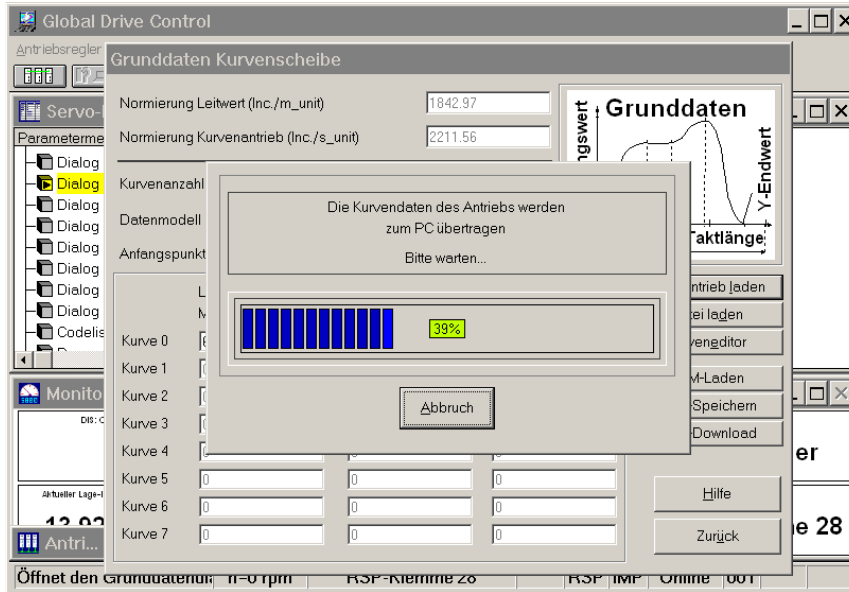 Global Drive Control
Antriebsregler
Grunddaten Kurvenscheibe
Normierung Leitwert (Inc./m_unit) 1842.97
Normierung Kurvenantrieb (Inc./s_unit) 2211.56
Grunddaten
Y-Endwert
Taktlänge
Parameterme
Dialog
Dialog
Dialog
Dialog
Dialog
Dialog
Dialog
Dialog
Codelis
Kurvenanzahl
Datenmodell
Anfangspunkt
Die Kurvendaten des Antriebs werden
zum PC übertragen
Bitte warten...
39%
Abbruch
ntrieb laden
tei laden
veneditor
M-Laden
-Speichern
-Download
Hilfe
Zurück
Kurve 0
Kurve 1
Kurve 2
Kurve 3
Kurve 4
Kurve 5 0 0 0
Kurve 6 0 0 0
Kurve 7 0 0 0
Monito
DIS:
Aktueller Lage-I
Antri...
er
e 28
n=0 rpm RSP-Klemme 28 RSP IMP Online 001